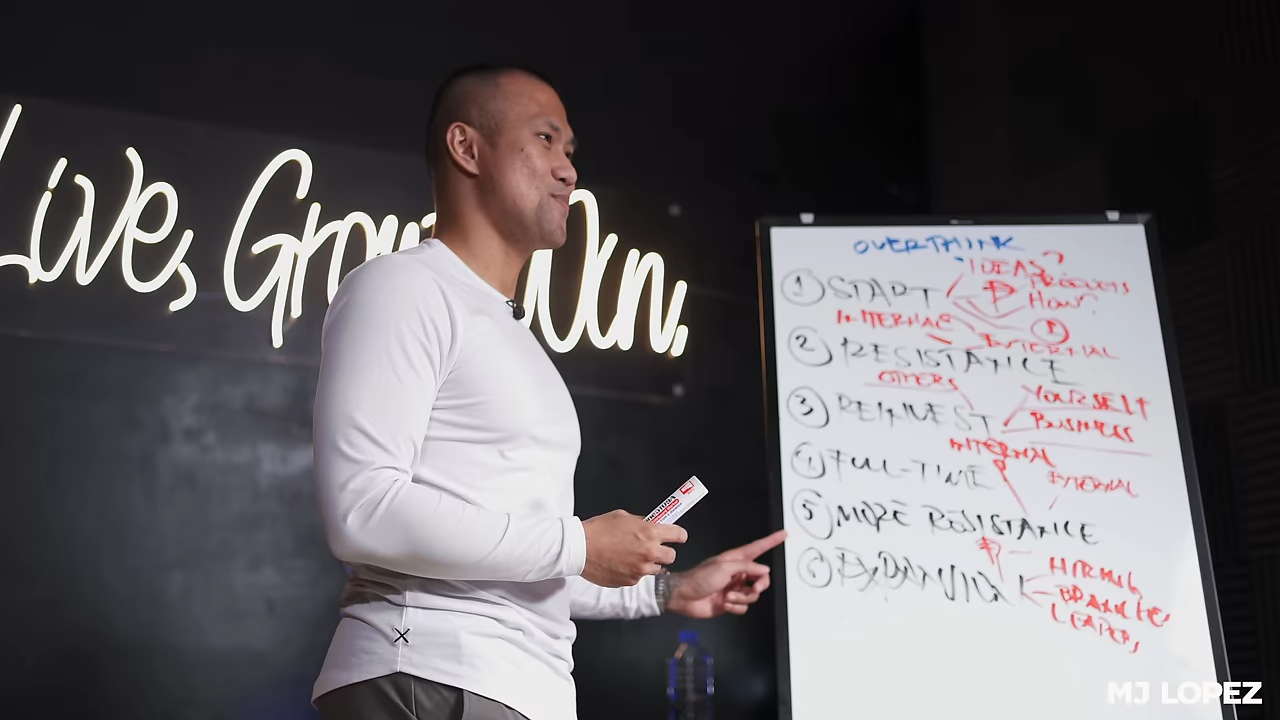 Live, Grow, Win.
OVERTHINK
IDEAS?
① START
PRODUCTS
HOW?
INTERNAL
EXTERNAL
② RESISTANCE
OTHERS
YOURSELF
③ REINVEST
BUSINESS
INTERNAL
④ FULL-TIME
EXTERNAL
⑤ MORE RESISTANCE
⑥ EXPANSION
HIRING
BRANCHES
LEADERS
MJ LOPEZ